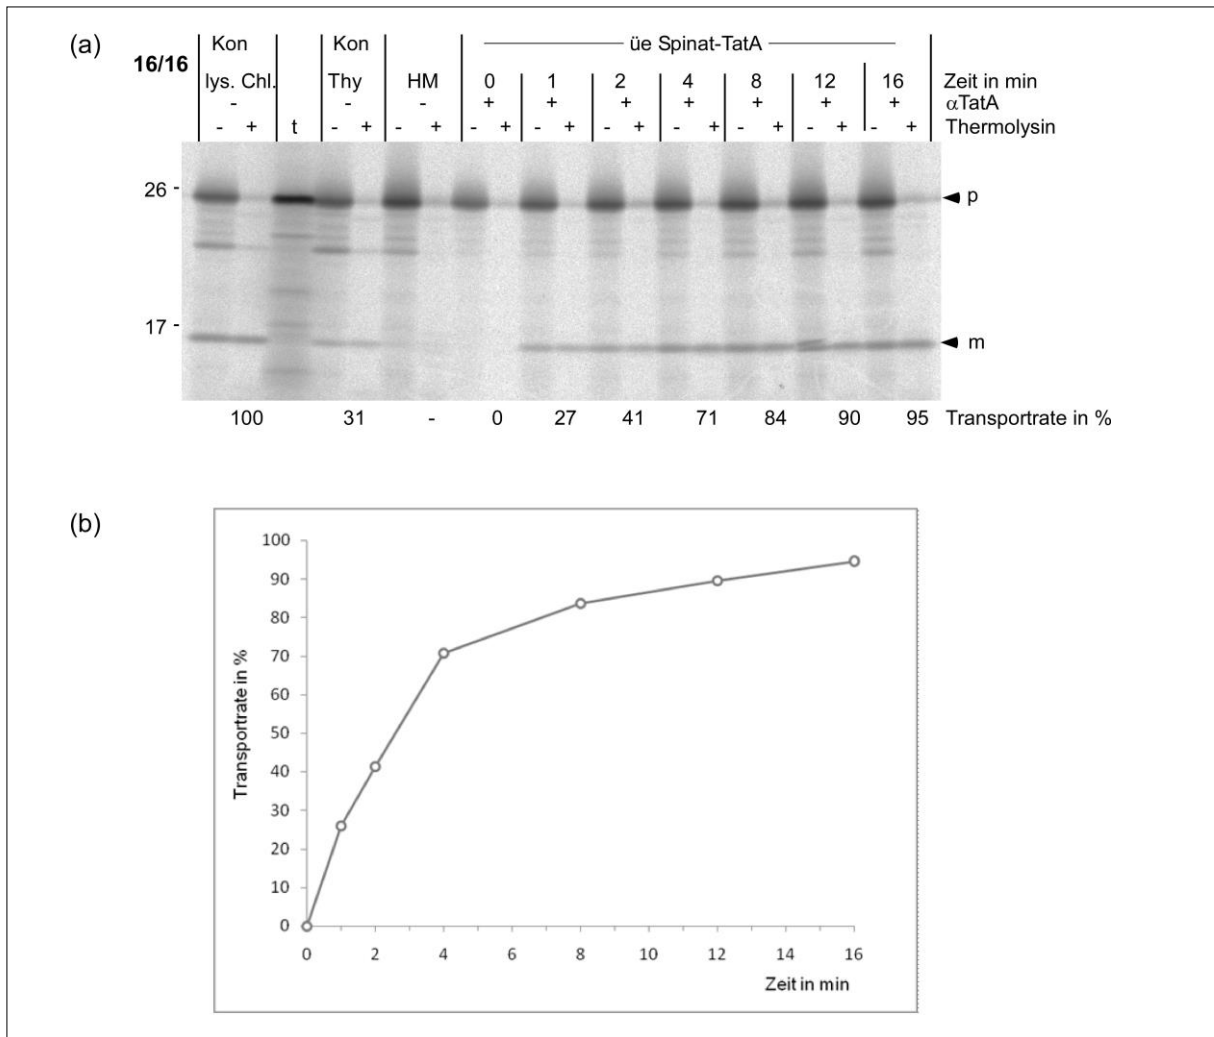 (a)
Kon Kon üe Spinat-TatA
16/16
lys. Chl. Thy HM 0 1 2 4 8 12 16 Zeit in min
- - + + + + + + + αTatA
- + t - + - + - + - + - + - + - + - + - + Thermolysin
26 - p
17 - m
100 31 - 0 27 41 71 84 90 95 Transportrate in %
(b)
100
90
80
70
60
50
40
30
20
10
0
Transportrate in %
0 2 4 6 8 10 12 14 16
Zeit in min